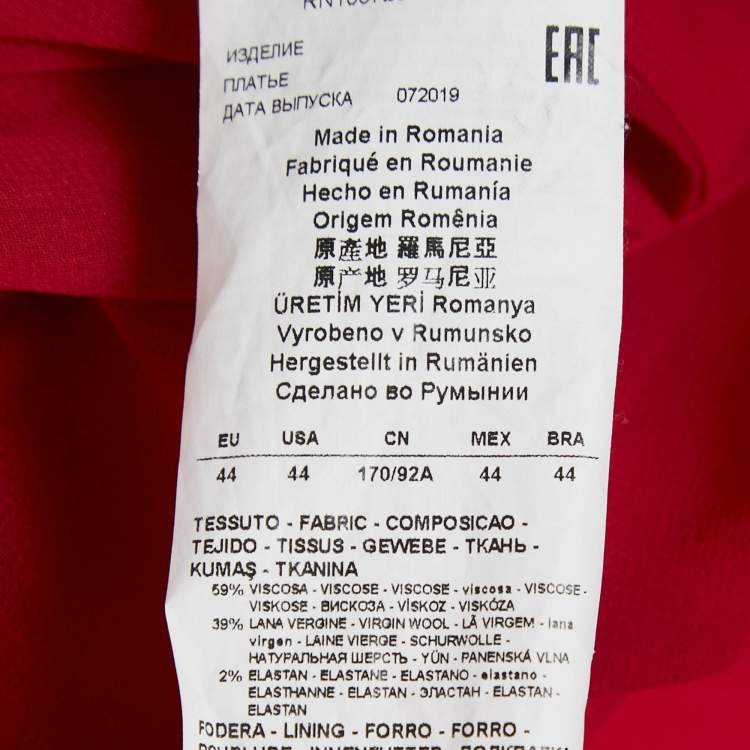 ИЗДЕЛИЕ
EAC
ПЛАТЬЕ
ДАТА ВЫПУСКА 072019
Made in Romania
Fabriqué en Roumanie
Hecho en Rumanía
Origem Romênia
原產地 羅馬尼亞
原产地 罗马尼亚
ÜRETİM YERİ Romanya
Vyrobeno v Rumunsko
Hergestellt in Rumänien
Сделано во Румынии
EU USA CN MEX BRA
44 44 170/92A 44 44
TESSUTO - FABRIC - COMPOSICAO -
TEJIDO - TISSUS - GEWEBE - ТКАНЬ -
KUMAŞ - TKANINA
59% VISCOSA - VISCOSE - VISCOSE - viscosa - VISCOSE -
VISKOSE - ВИСКОЗА - VİSKOZ - VISKÓZA
39% LANA VERGINE - VIRGIN WOOL - LÃ VIRGEM - lana
virgen - LAINE VIERGE - SCHURWOLLE -
НАТУРАЛЬНАЯ ШЕРСТЬ - YÜN - PANENSKÁ VLNA
2% ELASTAN - ELASTANE - ELASTANO - elastano -
ELASTHANNE - ELASTAN - ЭЛАСТАН - ELASTAN -
ELASTAN
FODERA - LINING - FORRO - FORRO -